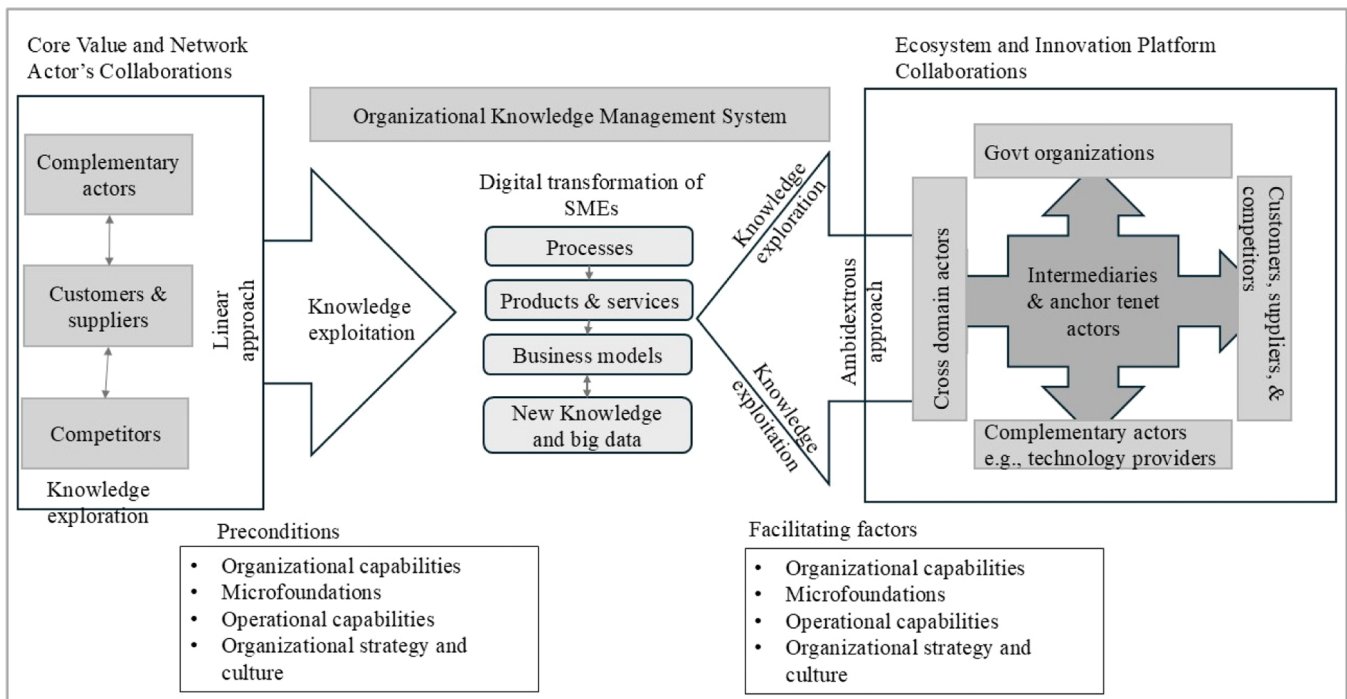 Core Value and Network
Actor's Collaborations
Complementary
actors
Customers &
suppliers
Competitors
Knowledge
exploration
Linear
approach
Knowledge
exploitation
Organizational Knowledge Management System
Digital transformation of
SMEs
Processes
Products & services
Business models
New Knowledge
and big data
Knowledge
exploration
Knowledge
exploitation
Ambidextrous
approach
Ecosystem and Innovation Platform
Collaborations
Govt organizations
Cross domain actors
Intermediaries
& anchor tenet
actors
Customers, suppliers, &
competitors
Complementary actors
e.g., technology providers
Preconditions
• Organizational capabilities
• Microfoundations
• Operational capabilities
• Organizational strategy and
culture
Facilitating factors
• Organizational capabilities
• Microfoundations
• Operational capabilities
• Organizational strategy and
culture